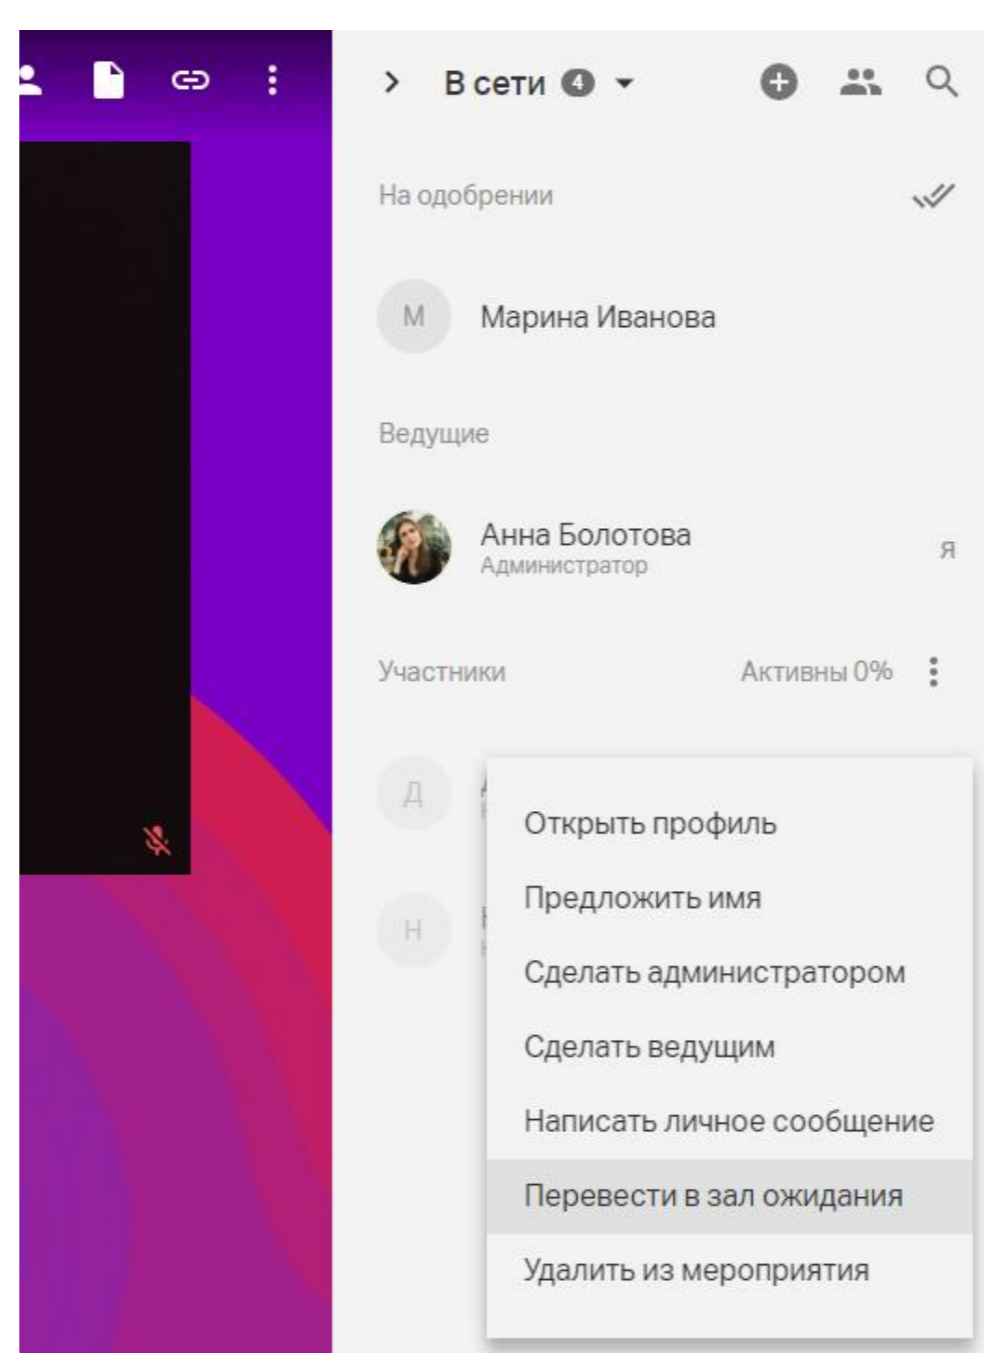 В сети 4
На одобрении
М Марина Иванова
Ведущие
Анна Болотова
Администратор
я
Участники Активны 0%
Д
Н
Открыть профиль
Предложить имя
Сделать администратором
Сделать ведущим
Написать личное сообщение
Перевести в зал ожидания
Удалить из мероприятия